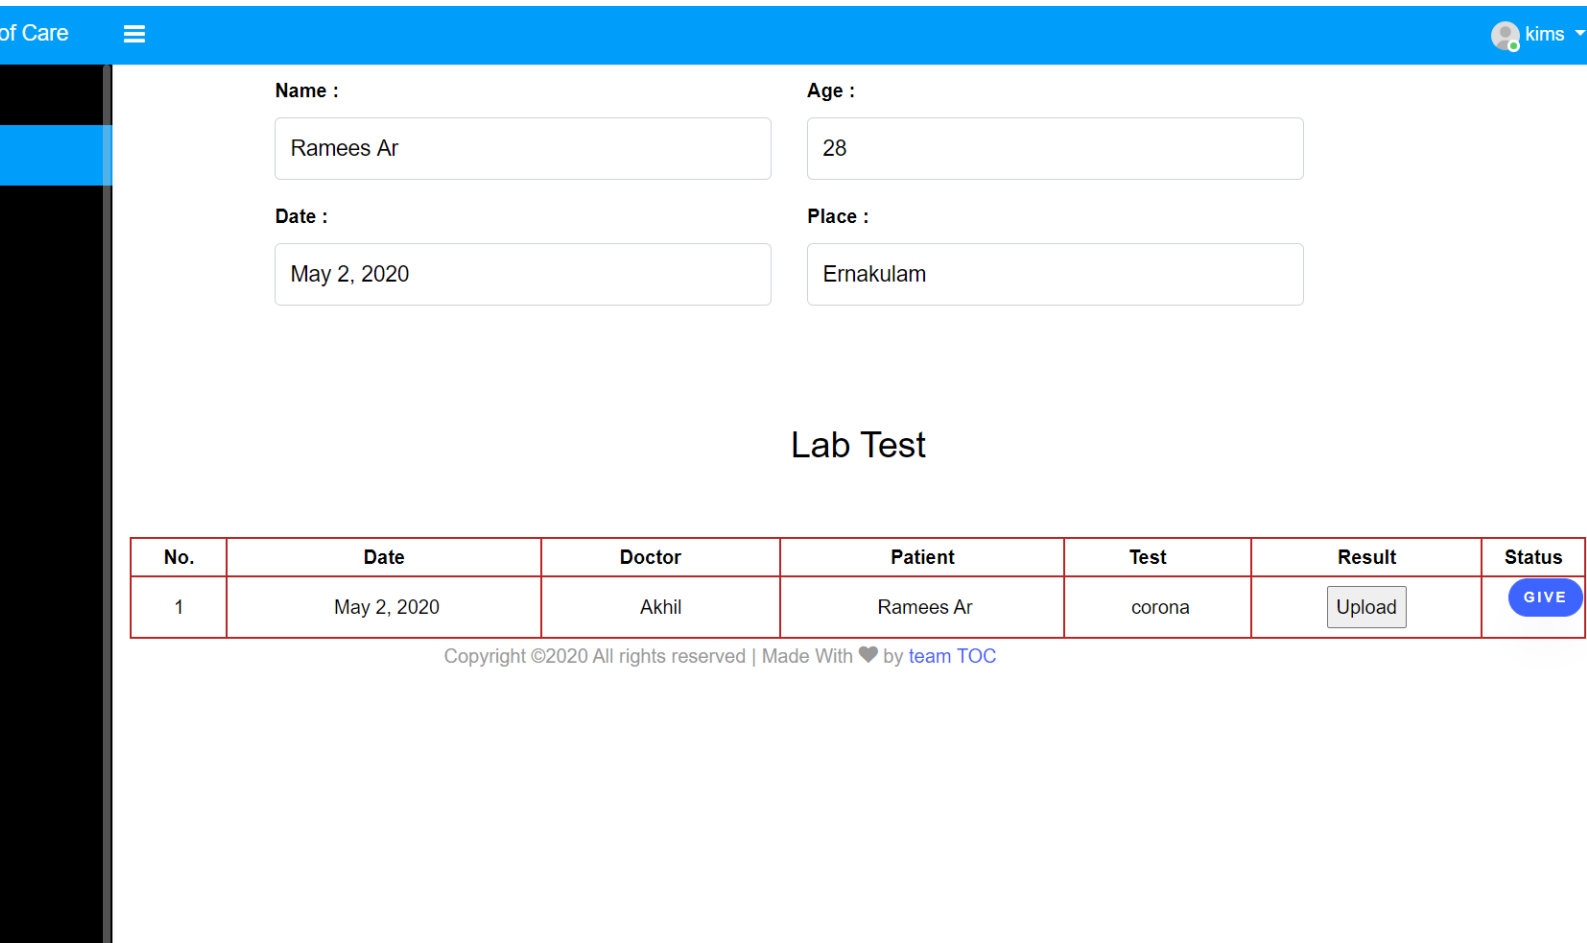 of Care
kims
Name :
Age :
Ramees Ar
28
Date :
Place :
May 2, 2020
Ernakulam
Lab Test
No. Date Doctor Patient Test Result Status
1 May 2, 2020 Akhil Ramees Ar corona Upload GIVE
Copyright ©2020 All rights reserved | Made With ♥ by team TOC